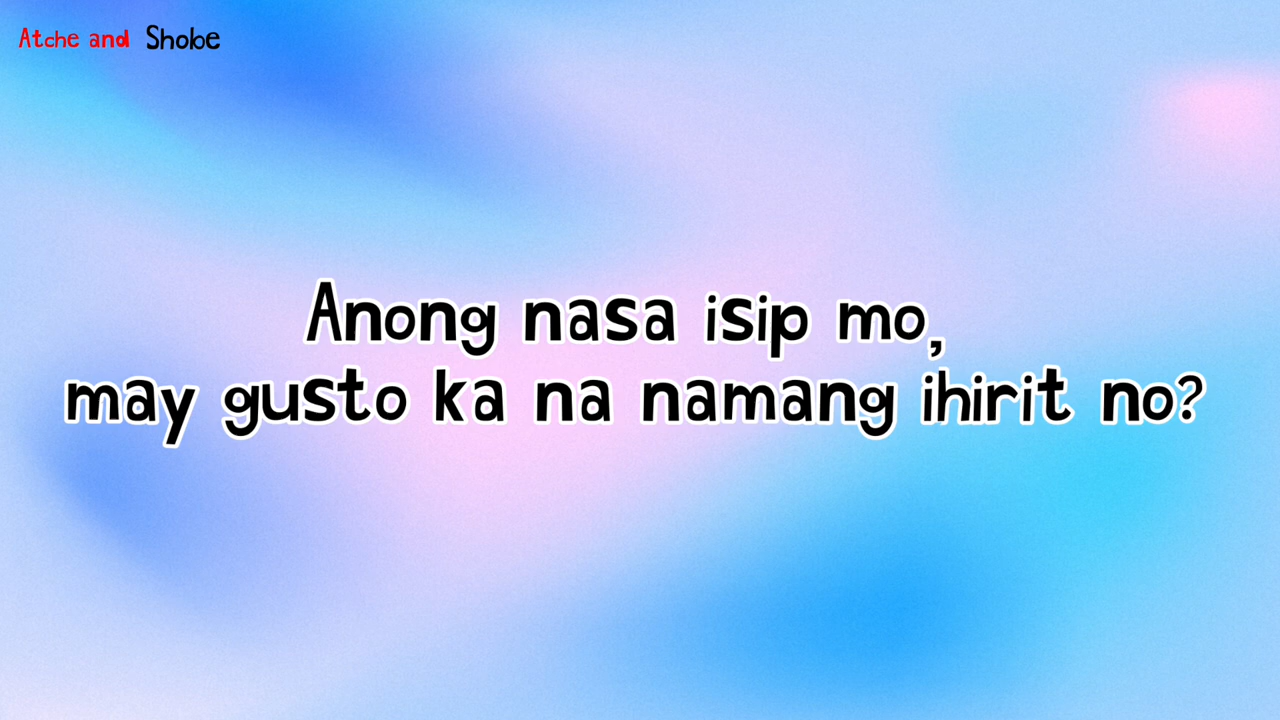 Atche and Shobe
Anong nasa isip mo,
may gusto ka na namang ihirit no?